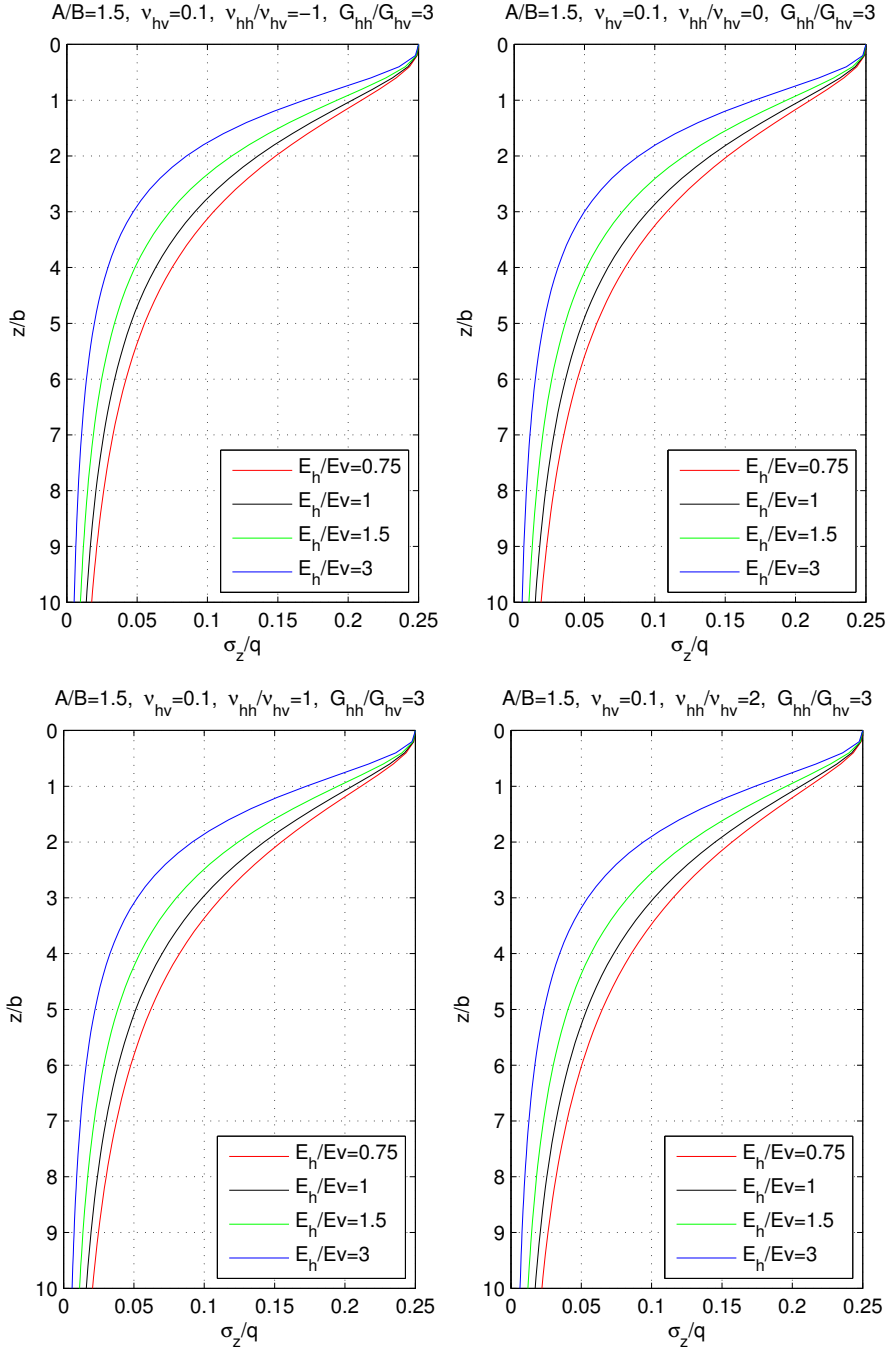 A/B=1.5, ν_hv=0.1, ν_hh/ν_hv=−1, G_hh/G_hv=3
0
1
2
3
4
5
6
7
8
9
10
z/b
0 0.05 0.1 0.15 0.2 0.25
σ_z/q
E_h/Ev=0.75
E_h/Ev=1
E_h/Ev=1.5
E_h/Ev=3
A/B=1.5, ν_hv=0.1, ν_hh/ν_hv=0, G_hh/G_hv=3
0
1
2
3
4
5
6
7
8
9
10
z/b
0 0.05 0.1 0.15 0.2 0.25
σ_z/q
E_h/Ev=0.75
E_h/Ev=1
E_h/Ev=1.5
E_h/Ev=3
A/B=1.5, ν_hv=0.1, ν_hh/ν_hv=1, G_hh/G_hv=3
0
1
2
3
4
5
6
7
8
9
10
z/b
0 0.05 0.1 0.15 0.2 0.25
σ_z/q
E_h/Ev=0.75
E_h/Ev=1
E_h/Ev=1.5
E_h/Ev=3
A/B=1.5, ν_hv=0.1, ν_hh/ν_hv=2, G_hh/G_hv=3
0
1
2
3
4
5
6
7
8
9
10
z/b
0 0.05 0.1 0.15 0.2 0.25
σ_z/q
E_h/Ev=0.75
E_h/Ev=1
E_h/Ev=1.5
E_h/Ev=3